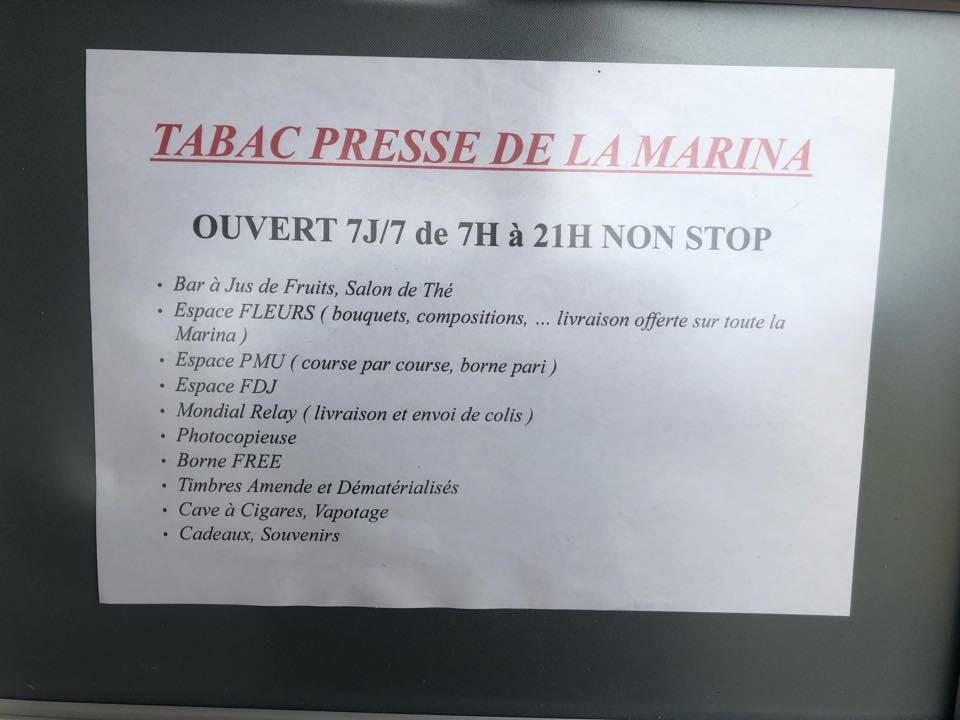 TABAC PRESSE DE LA MARINA
OUVERT 7J/7 de 7H à 21H NON STOP
• Bar à Jus de Fruits, Salon de Thé
• Espace FLEURS ( bouquets, compositions, ... livraison offerte sur toute la
Marina )
• Espace PMU ( course par course, borne pari )
• Espace FDJ
• Mondial Relay ( livraison et envoi de colis )
• Photocopieuse
• Borne FREE
• Timbres Amende et Dématérialisés
• Cave à Cigares, Vapotage
• Cadeaux, Souvenirs